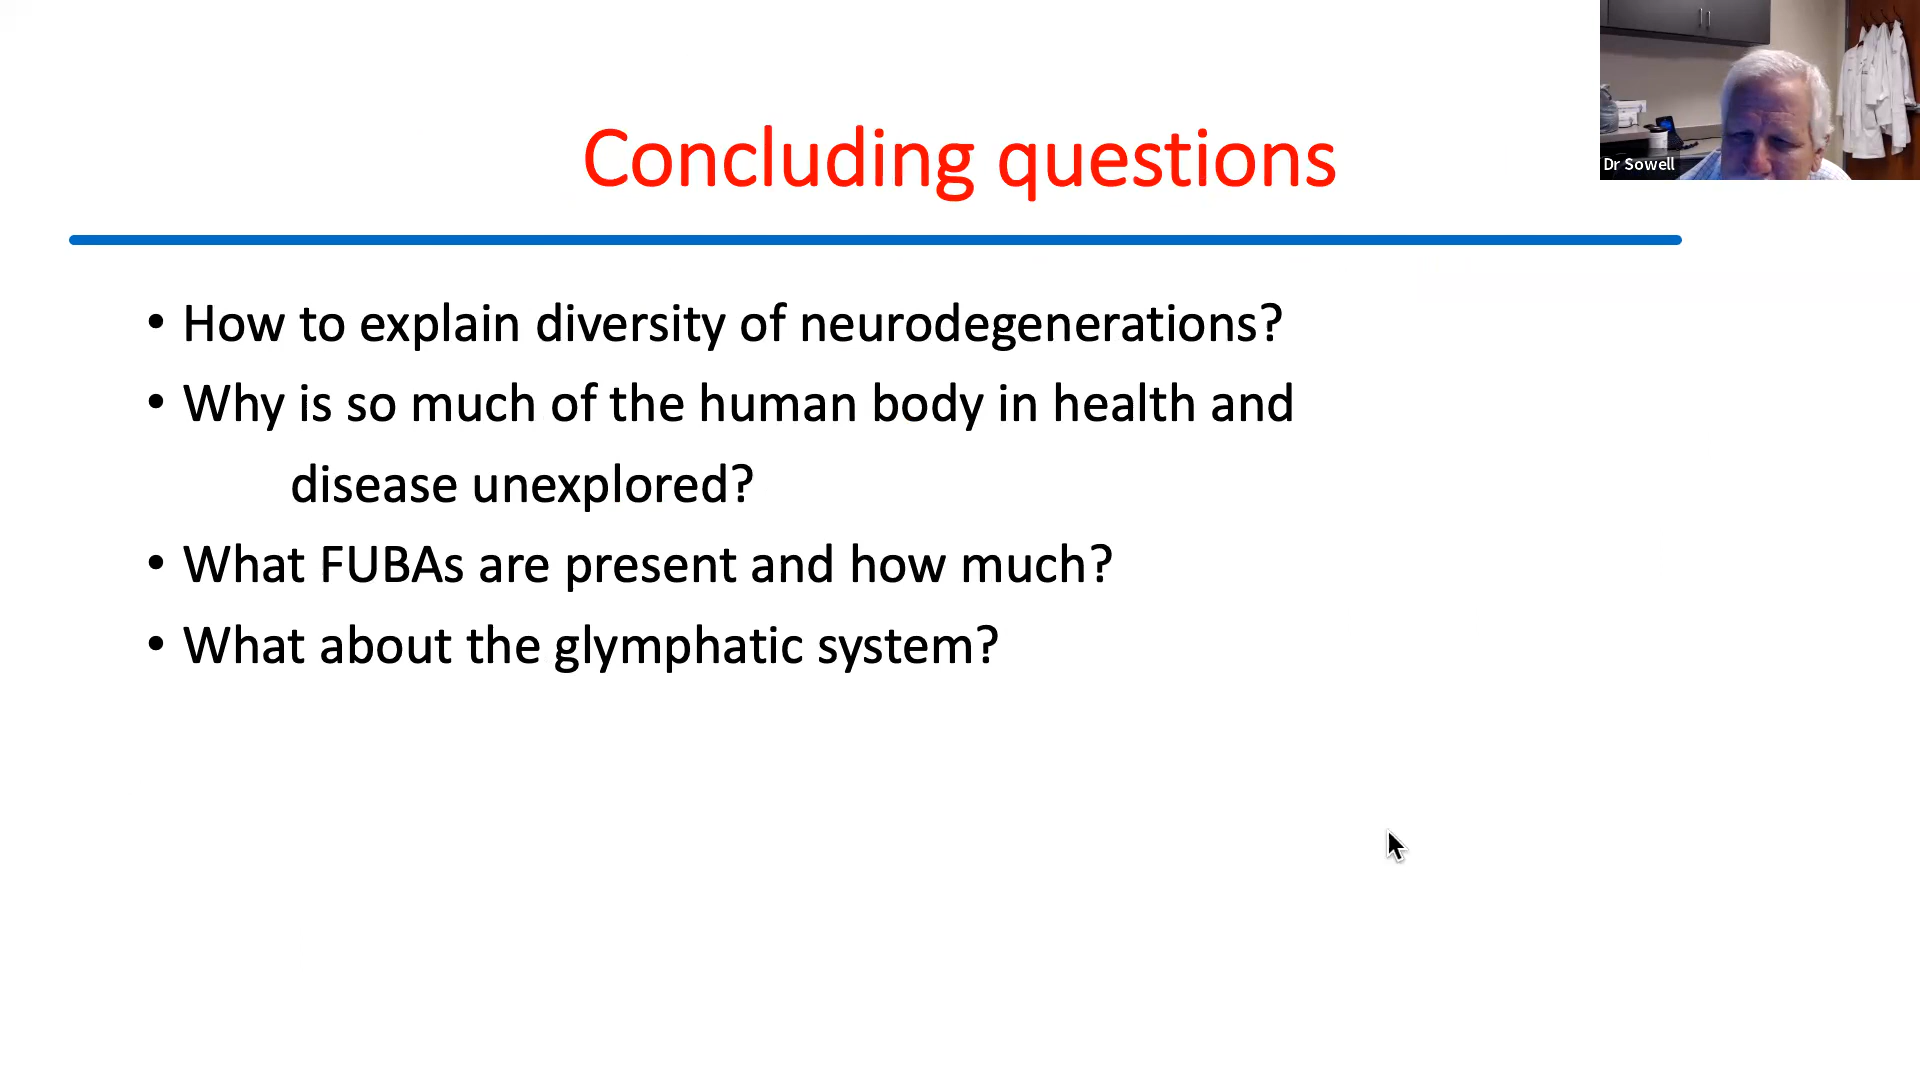 Concluding questions
Dr Sowell
• How to explain diversity of neurodegenerations?
• Why is so much of the human body in health and
disease unexplored?
• What FUBAs are present and how much?
• What about the glymphatic system?